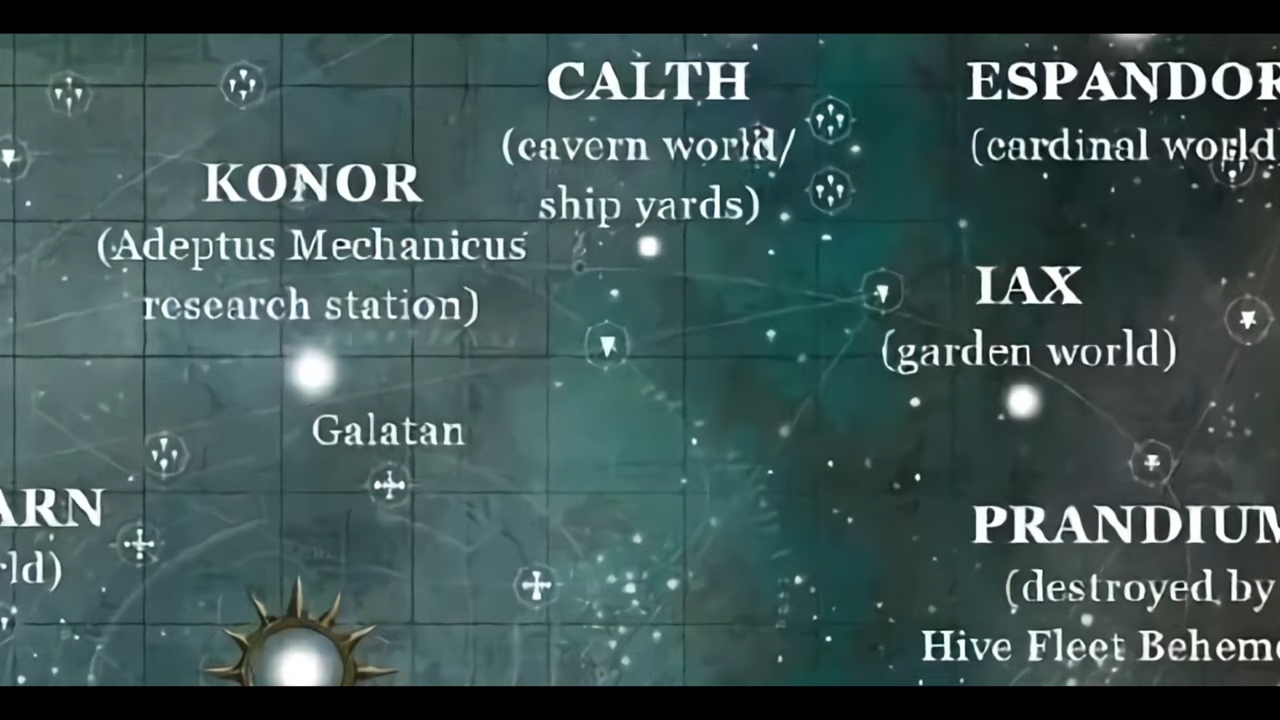 CALTH
(cavern world/
ship yards)
ESPANDOR
(cardinal world
KONOR
(Adeptus Mechanicus
research station)
IAX
(garden world)
Galatan
ARN
rld)
PRANDIUM
(destroyed by
Hive Fleet Behemo